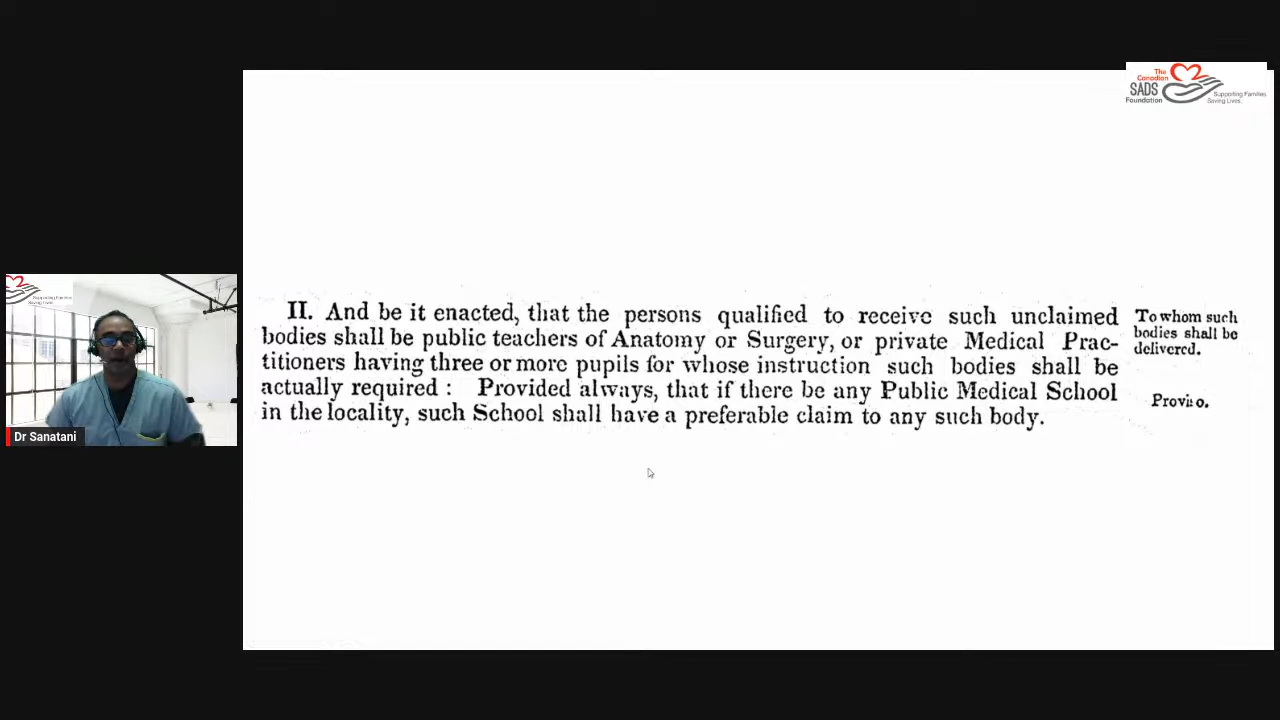 The
Canadian
SADS
Foundation
Supporting Families.
Saving Lives.
II. And be it enacted, that the persons qualified to receive such unclaimed
bodies shall be public teachers of Anatomy or Surgery, or private Medical Prac-
titioners having three or more pupils for whose instruction such bodies shall be
actually required : Provided always, that if there be any Public Medical School
in the locality, such School shall have a preferable claim to any such body.
To whom such
bodies shall be
delivered.
Proviso.
Supporting Families
Saving Lives
Dr Sanatani